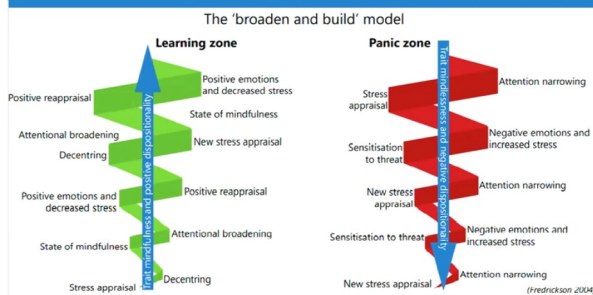 The 'broaden and build' model
Learning zone
Positive emotions
and decreased stress
Positive reappraisal
State of mindfulness
Attentional broadening
New stress appraisal
Decentring
Positive reappraisal
Positive emotions and
decreased stress
Attentional broadening
State of mindfulness
Decentring
Stress appraisal
Trait mindfulness and positive dispositionality
Panic zone
Attention narrowing
Stress
appraisal
Negative emotions and
increased stress
Sensitisation
to threat
Attention narrowing
New stress
appraisal
Negative emotions and
increased stress
Sensitisation to threat
Attention narrowing
New stress appraisal
Trait mindlessness and negative dispositionality
(Fredrickson 2004)